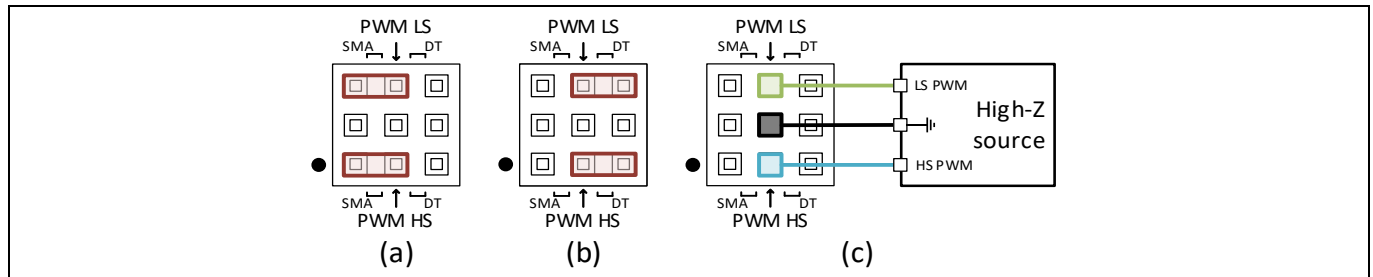 PWM LS
SMA DT
PWM LS
SMA DT
PWM LS
SMA DT
LS PWM
High-Z
source
HS PWM
SMA DT
PWM HS
SMA DT
PWM HS
SMA DT
PWM HS
(a)
(b)
(c)